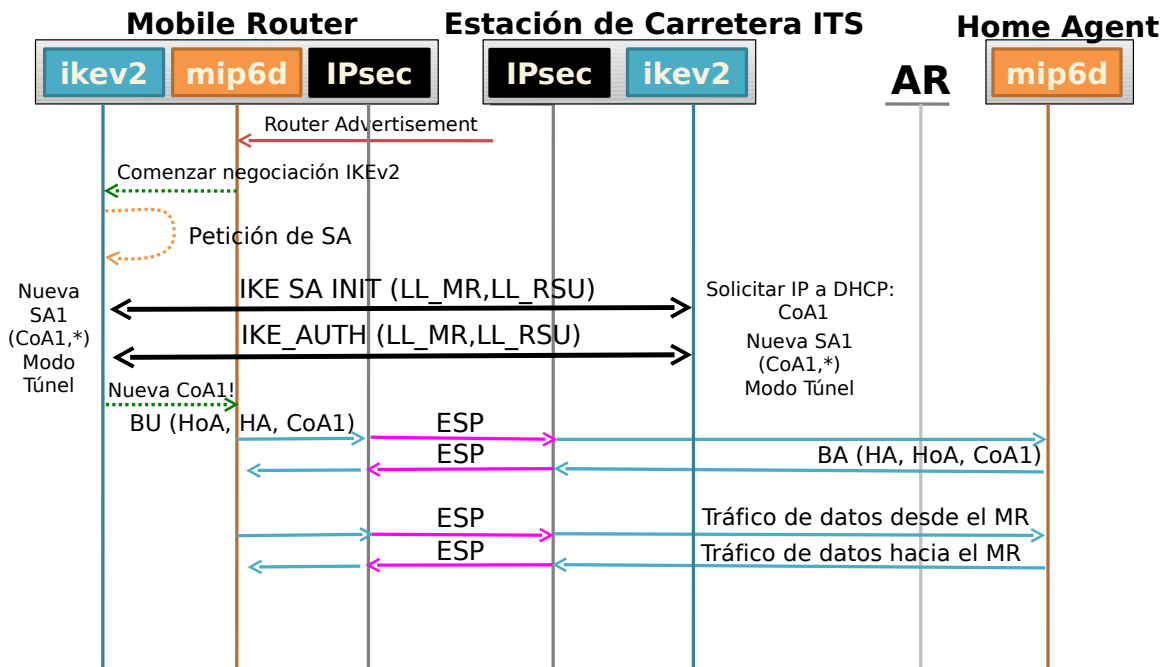 Mobile Router
Estación de Carretera ITS
Home Agent
ikev2
mip6d
IPsec
IPsec
ikev2
AR
mip6d
Router Advertisement
Comenzar negociación IKEv2
Petición de SA
IKE SA INIT (LL_MR,LL_RSU)
IKE_AUTH (LL_MR,LL_RSU)
Nueva
SA1
(CoA1,*)
Modo
Túnel
Solicitar IP a DHCP:
CoA1
Nueva SA1
(CoA1,*)
Modo Túnel
Nueva CoA1!
BU (HoA, HA, CoA1)
ESP
ESP
BA (HA, HoA, CoA1)
ESP
Tráfico de datos desde el MR
ESP
Tráfico de datos hacia el MR